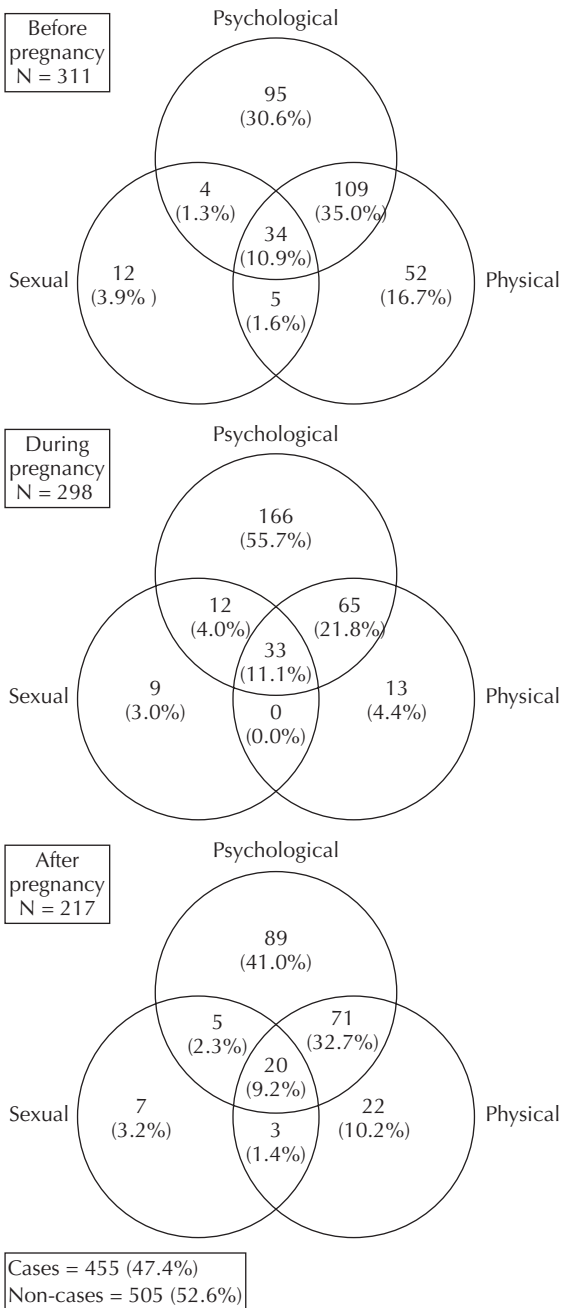 Psychological
Before
pregnancy
N = 311
95
(30.6%)
4
(1.3%)
109
(35.0%)
34
(10.9%)
Sexual
12
(3.9% )
5
(1.6%)
52
(16.7%)
Physical
Psychological
During
pregnancy
N = 298
166
(55.7%)
12
(4.0%)
65
(21.8%)
33
(11.1%)
Sexual
9
(3.0%)
0
(0.0%)
13
(4.4%)
Physical
Psychological
After
pregnancy
N = 217
89
(41.0%)
5
(2.3%)
71
(32.7%)
20
(9.2%)
Sexual
7
(3.2%)
3
(1.4%)
22
(10.2%)
Physical
Cases = 455 (47.4%)
Non-cases = 505 (52.6%)